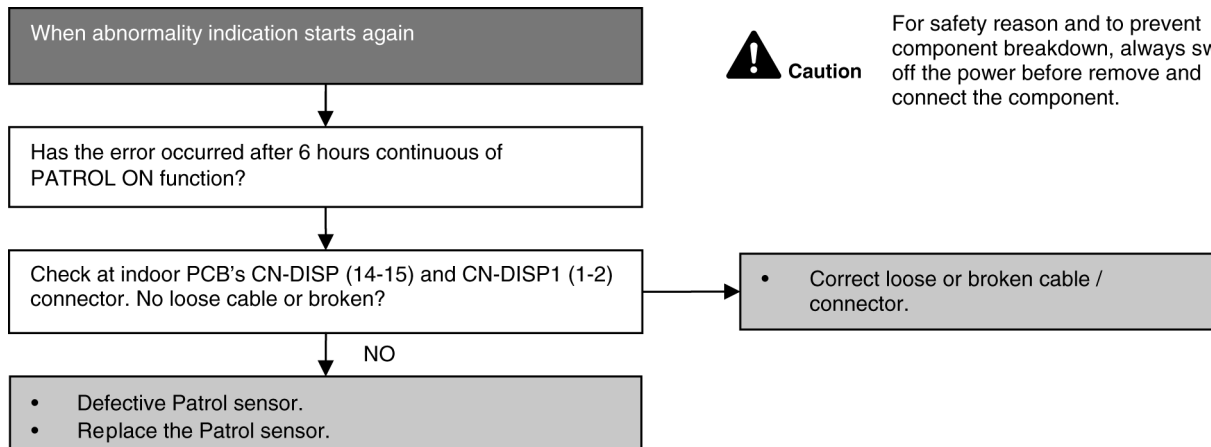 When abnormality indication starts again
Caution
For safety reason and to prevent
component breakdown, always
off the power before remove and
connect the component.
Has the error occurred after 6 hours continuous of
PATROL ON function?
Check at indoor PCB's CN-DISP (14-15) and CN-DISP1 (1-2)
connector. No loose cable or broken?
• Correct loose or broken cable /
connector.
NO
• Defective Patrol sensor.
• Replace the Patrol sensor.